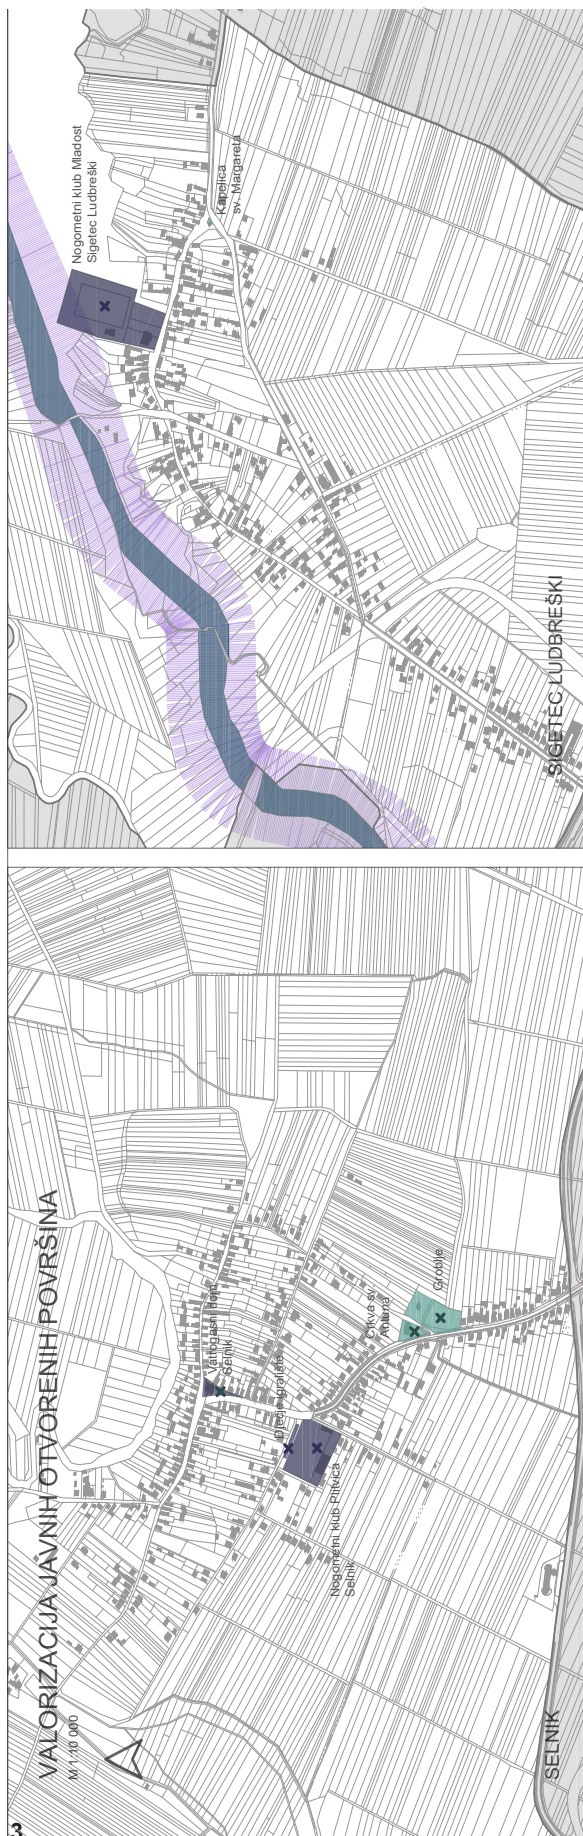 VALORIZACIJA JAVNIH OTVORENIH POVRŠINA
M 1:10 000
3
Vatrogasni dom
Selnik
Dječje igralište
Nogometni klub Plitvica
Selnik
Crkva sv.
Antuna
Groblje
SELNIK
Nogometni klub Mladost
Sigetec Ludbreški
Kapelica
sv. Margareta
SIGETEC LUDBREŠKI